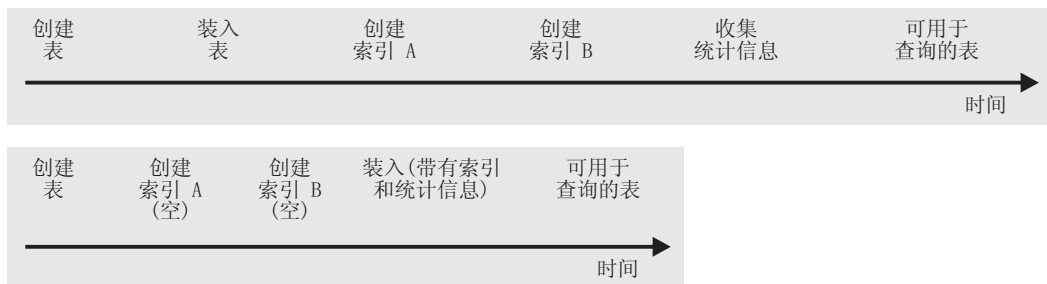 创建 装入 创建 创建 收集 可用于
表 表 索引 A 索引 B 统计信息 查询的表
时间
创建 创建 创建 装入(带有索引 可用于
表 索引 A 索引 B 和统计信息) 查询的表
(空) (空)
时间